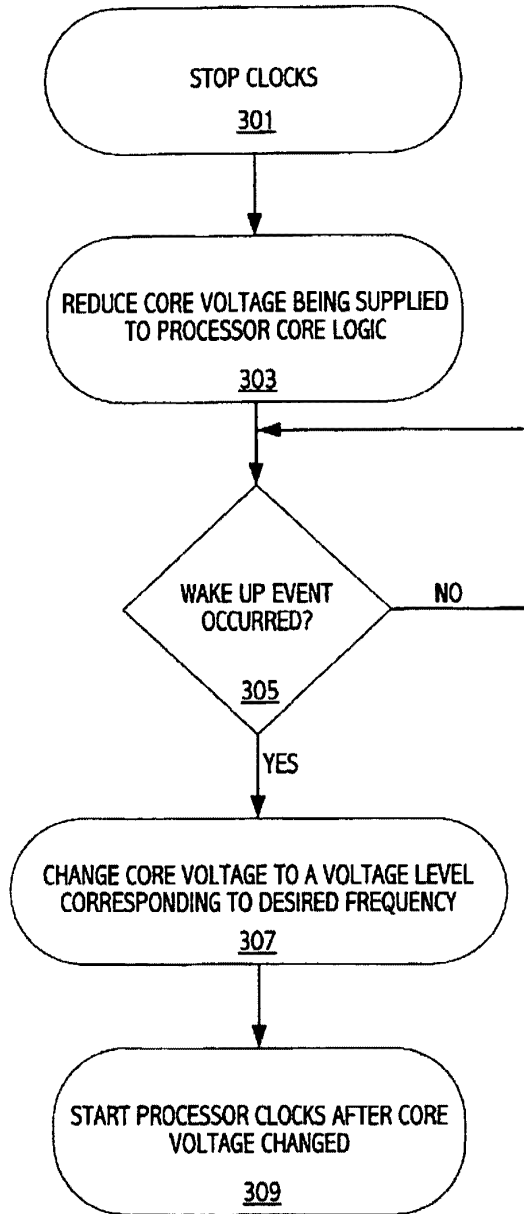 STOP CLOCKS
301
REDUCE CORE VOLTAGE BEING SUPPLIED
TO PROCESSOR CORE LOGIC
303
WAKE UP EVENT
OCCURRED?
NO
305
YES
CHANGE CORE VOLTAGE TO A VOLTAGE LEVEL
CORRESPONDING TO DESIRED FREQUENCY
307
START PROCESSOR CLOCKS AFTER CORE
VOLTAGE CHANGED
309